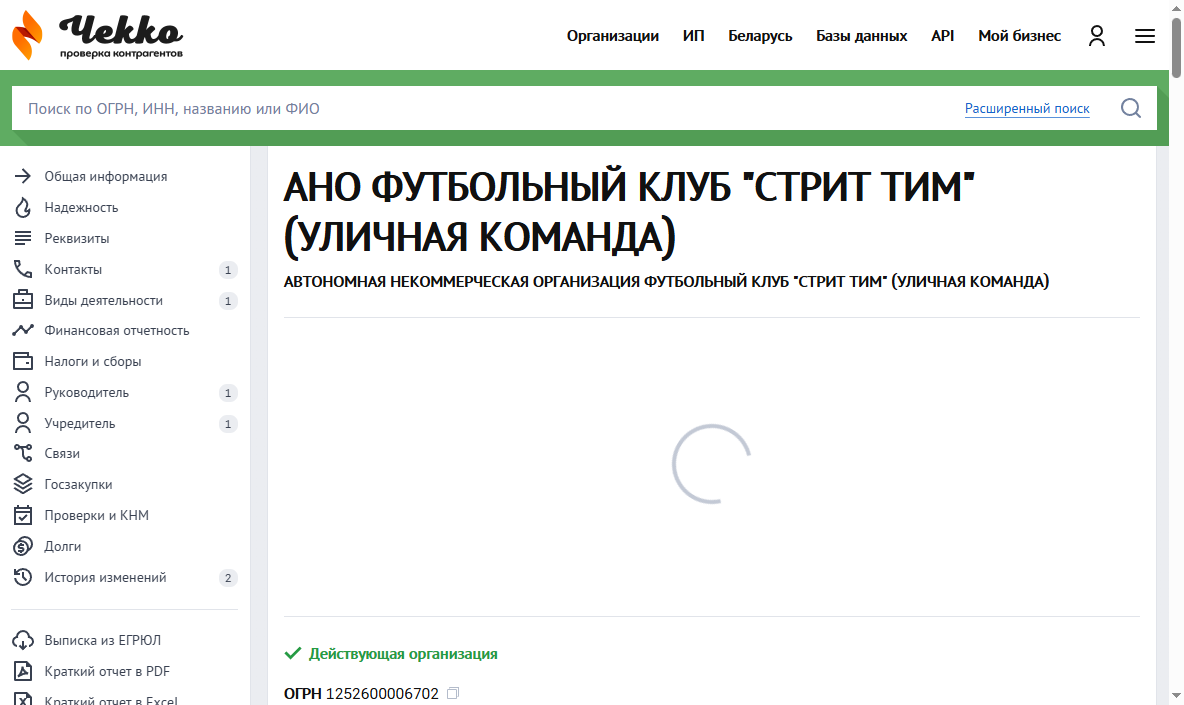 Чекко
проверка контрагентов
Организации ИП Беларусь Базы данных API Мой бизнес
Поиск по ОГРН, ИНН, названию или ФИО Расширенный поиск
Общая информация
Надежность
Реквизиты
Контакты 1
Виды деятельности 1
Финансовая отчетность
Налоги и сборы
Руководитель 1
Учредитель 1
Связи
Госзакупки
Проверки и КНМ
Долги
История изменений 2
Выписка из ЕГРЮЛ
Краткий отчет в PDF
Краткий отчет в Excel
АНО ФУТБОЛЬНЫЙ КЛУБ "СТРИТ ТИМ"
(УЛИЧНАЯ КОМАНДА)
АВТОНОМНАЯ НЕКОММЕРЧЕСКАЯ ОРГАНИЗАЦИЯ ФУТБОЛЬНЫЙ КЛУБ "СТРИТ ТИМ" (УЛИЧНАЯ КОМАНДА)
Действующая организация
ОГРН 1252600006702